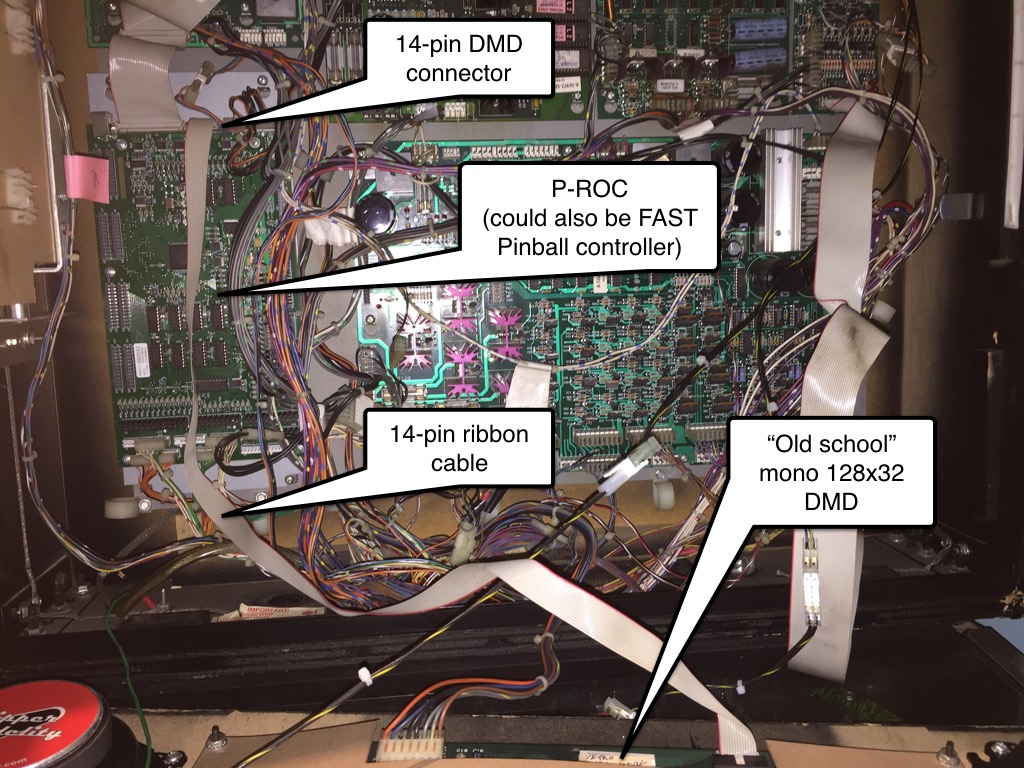 14-pin DMD
connector
P-ROC
(could also be FAST
Pinball controller)
14-pin ribbon
cable
“Old school”
mono 128x32
DMD
IMPORTANT